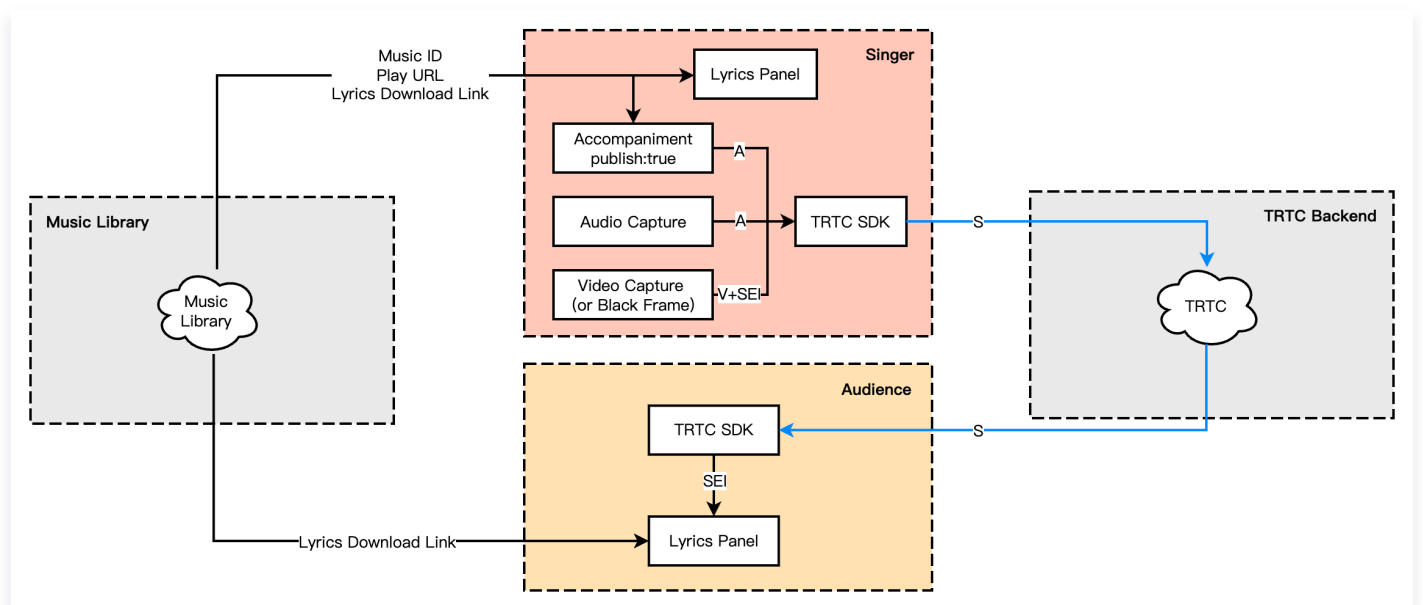 Music ID
Play URL
Lyrics Download Link
Singer
Lyrics Panel
Accompaniment
publish:true
A
Audio Capture
A
TRTC SDK
Video Capture
(or Black Frame)
V+SEI
S
Music Library
Music
Library
TRTC Backend
TRTC
Audience
TRTC SDK
S
SEI
Lyrics Download Link
Lyrics Panel